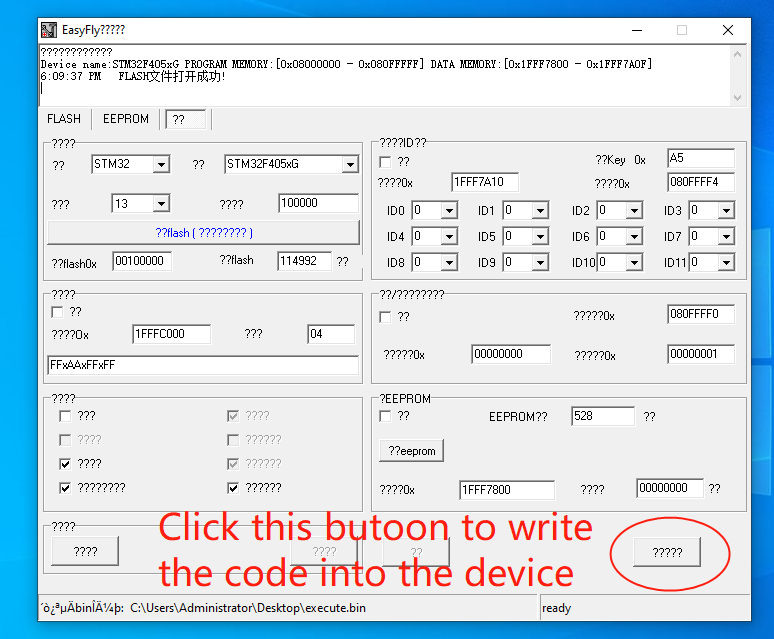 EasyFly?????
????????????
Device name:STM32F405xG PROGRAM MEMORY:[0x08000000 - 0x080FFFFF] DATA MEMORY:[0x1FFF7800 - 0x1FFF7A0F]
6:09:37 PM FLASH文件打开成功!
FLASH EEPROM ??
????
?? STM32 ?? STM32F405xG
??? 13 ???? 100000
??flash ( ???????? )
??flash0x 00100000 ??flash 114992 ??
????ID??
?? ??Key 0x A5
????0x 1FFF7A10 ????0x 080FFFF4
ID0 0 ID1 0 ID2 0 ID3 0
ID4 0 ID5 0 ID6 0 ID7 0
ID8 0 ID9 0 ID10 0 ID11 0
????
??
????0x 1FFFC000 ??? 04
FFxAAxFFxFF
??/????????
?? ?????0x 080FFFF0
?????0x 00000000 ?????0x 00000001
????
??? ????
???? ??????
???? ??????
???????? ??????
?EEPROM
?? EEPROM?? 528 ??
??eeprom
????0x 1FFF7800 ???? 00000000 ??
????
???? ???? ?? ?????
Click this butoon to write
the code into the device
´ò¿ªµÄbinÎÄ¼þ: C:\Users\Administrator\Desktop\execute.bin ready